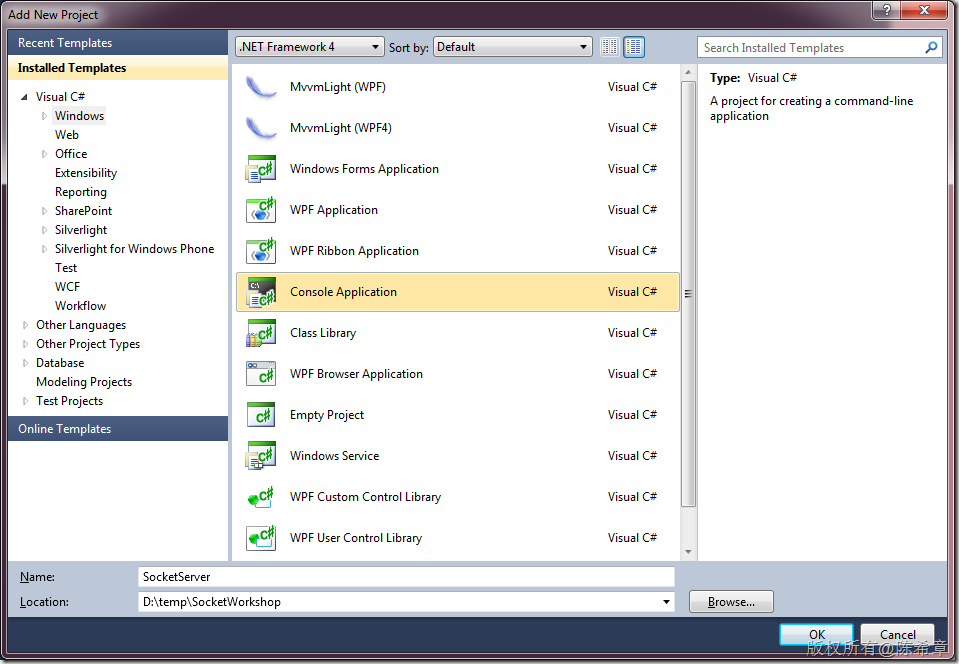 Add New Project
Recent Templates
Installed Templates
Visual C#
Windows
Web
Office
Extensibility
Reporting
SharePoint
Silverlight
Silverlight for Windows Phone
Test
WCF
Workflow
Other Languages
Other Project Types
Database
Modeling Projects
Test Projects
Online Templates
.NET Framework 4 Sort by: Default
MvvmLight (WPF) Visual C#
MvvmLight (WPF4) Visual C#
Windows Forms Application Visual C#
WPF Application Visual C#
WPF Ribbon Application Visual C#
Console Application Visual C#
Class Library Visual C#
WPF Browser Application Visual C#
Empty Project Visual C#
Windows Service Visual C#
WPF Custom Control Library Visual C#
WPF User Control Library Visual C#
Search Installed Templates
Type: Visual C#
A project for creating a command-line
application
Name: SocketServer
Location: D:\temp\SocketWorkshop Browse...
OK Cancel
版权所有@陈希章